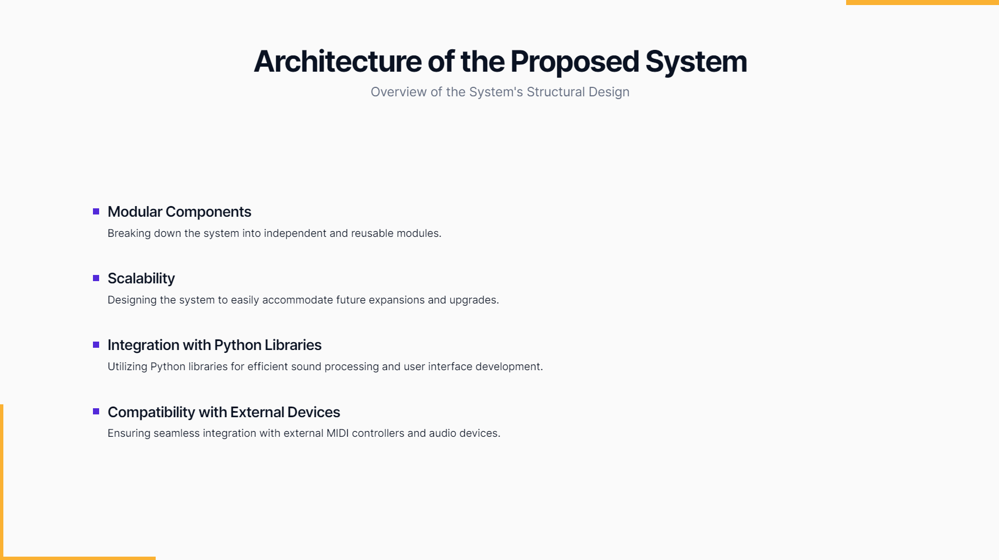 Architecture of the Proposed System
Overview of the System's Structural Design
Modular Components
Breaking down the system into independent and reusable modules.
Scalability
Designing the system to easily accommodate future expansions and upgrades.
Integration with Python Libraries
Utilizing Python libraries for efficient sound processing and user interface development.
Compatibility with External Devices
Ensuring seamless integration with external MIDI controllers and audio devices.